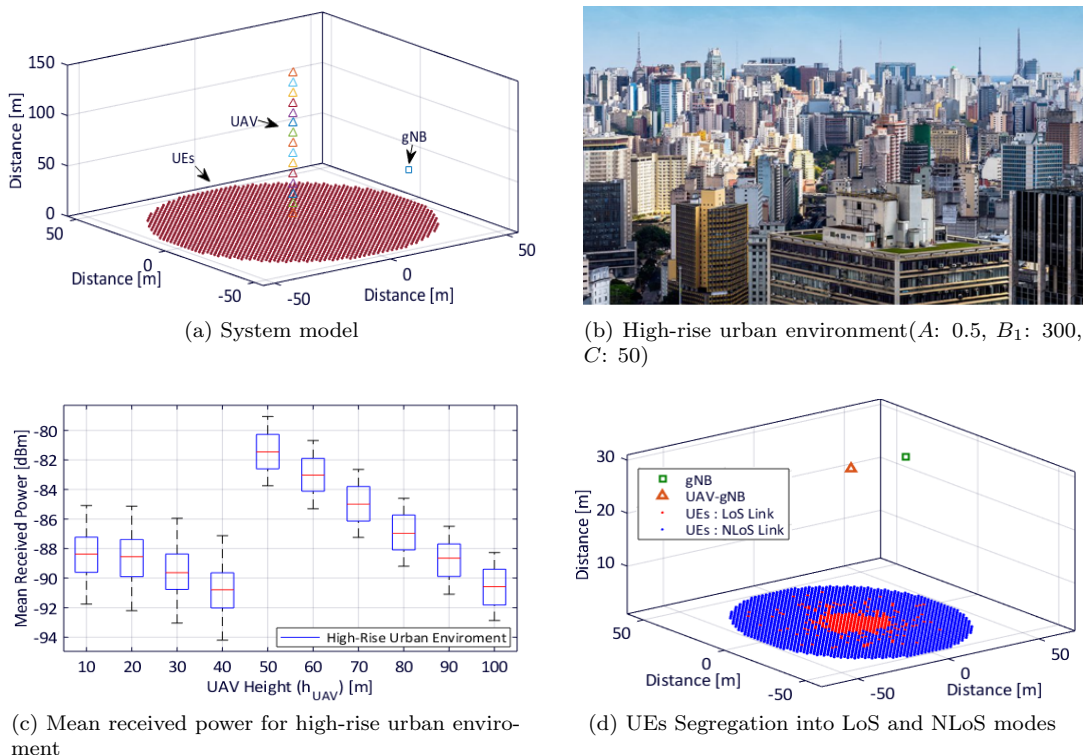 150
100
50
0
Distance [m]
UAV
gNB
UEs
50
0
-50
Distance [m]
-50
0
50
Distance [m]
(a) System model
(b) High-rise urban environment(A: 0.5, B1: 300,
C: 50)
-80
-82
-84
-86
-88
-90
-92
-94
Mean Received Power [dBm]
High-Rise Urban Enviroment
10 20 30 40 50 60 70 80 90 100
UAV Height (hUAV) [m]
(c) Mean received power for high-rise urban enviro-
ment
30
20
10
Distance [m]
gNB
UAV-gNB
UEs : LoS Link
UEs : NLoS Link
50
0
-50
Distance [m]
-50
0
50
Distance [m]
(d) UEs Segregation into LoS and NLoS modes